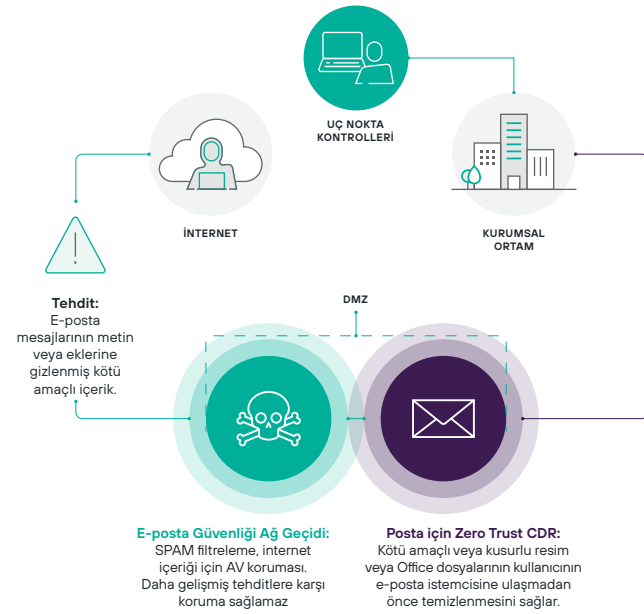 UÇ NOKTA
KONTROLLERİ
İNTERNET
KURUMSAL
ORTAM
Tehdit:
E-posta
mesajlarının metin
veya eklerine
gizlenmiş kötü
amaçlı içerik.
DMZ
E-posta Güvenliği Ağ Geçidi:
SPAM filtreleme, internet
içeriği için AV koruması.
Daha gelişmiş tehditlere karşı
koruma sağlamaz
Posta için Zero Trust CDR:
Kötü amaçlı veya kusurlu resim
veya Office dosyalarının kullanıcının
e-posta istemcisine ulaşmadan
önce temizlenmesini sağlar.